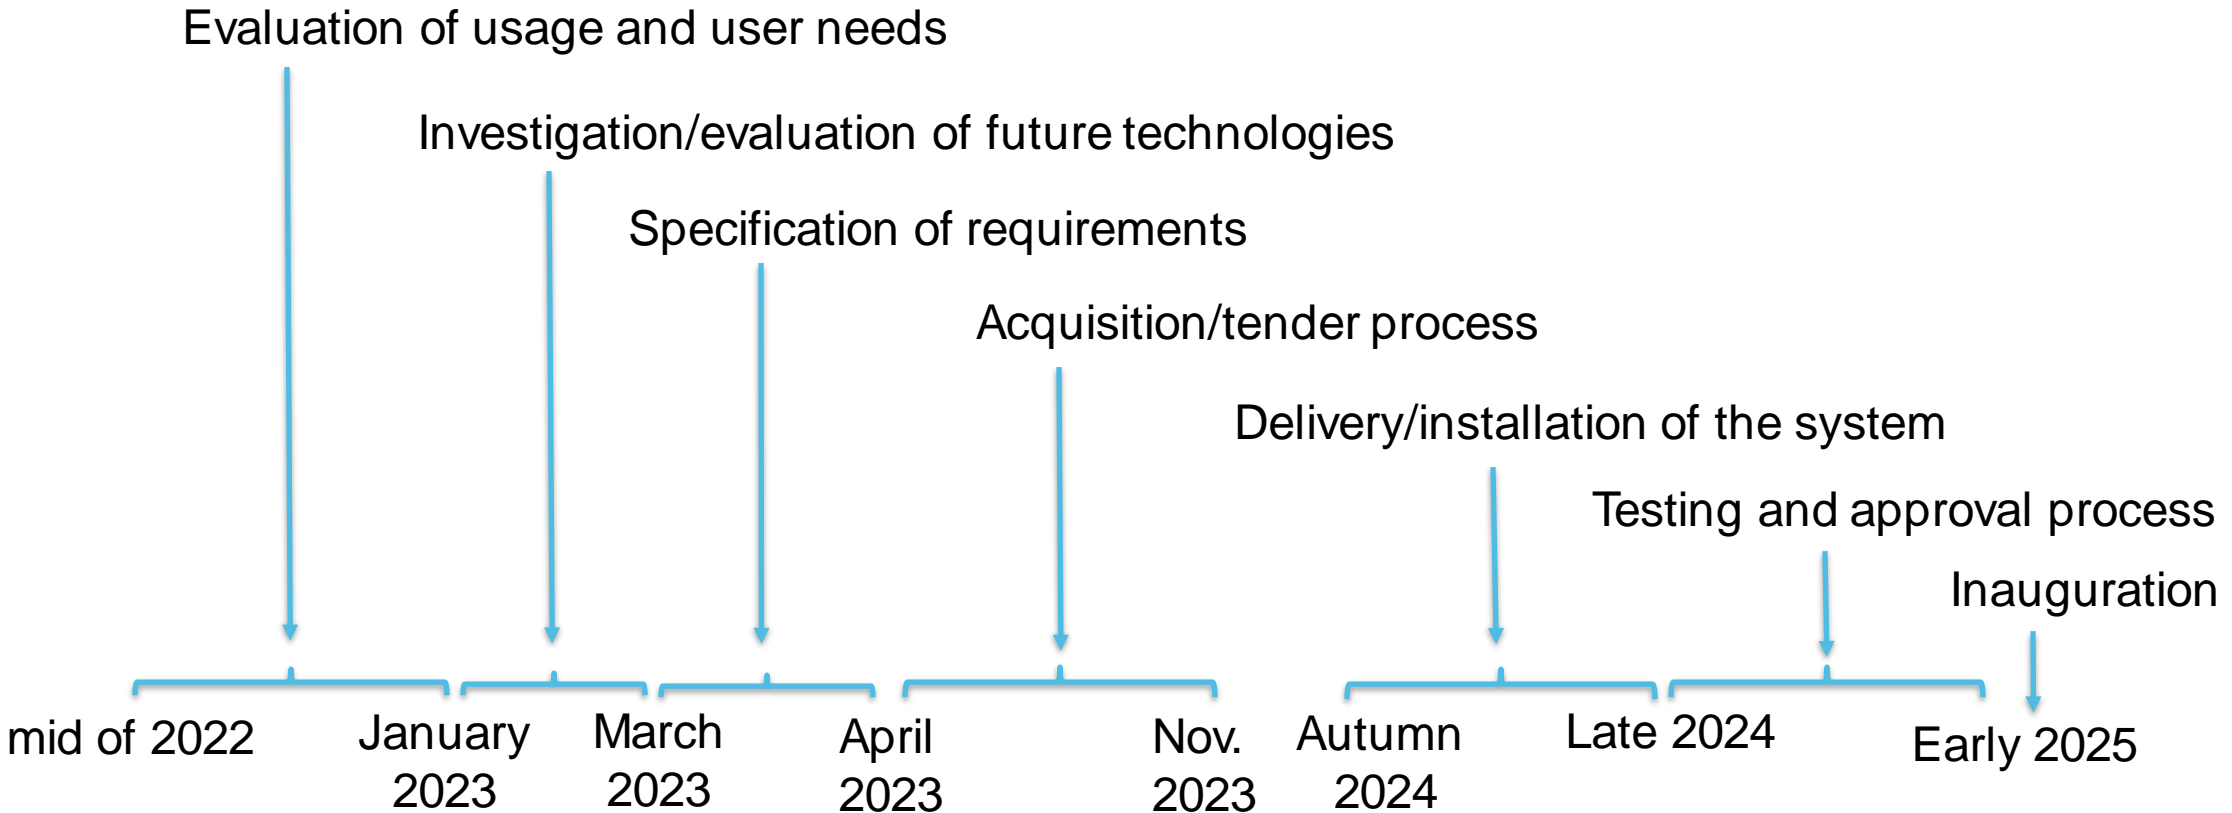 Evaluation of usage and user needs
Investigation/evaluation of future technologies
Specification of requirements
Acquisition/tender process
Delivery/installation of the system
Testing and approval process
Inauguration
mid of 2022
January
2023
March
2023
April
2023
Nov.
2023
Autumn
2024
Late 2024
Early 2025